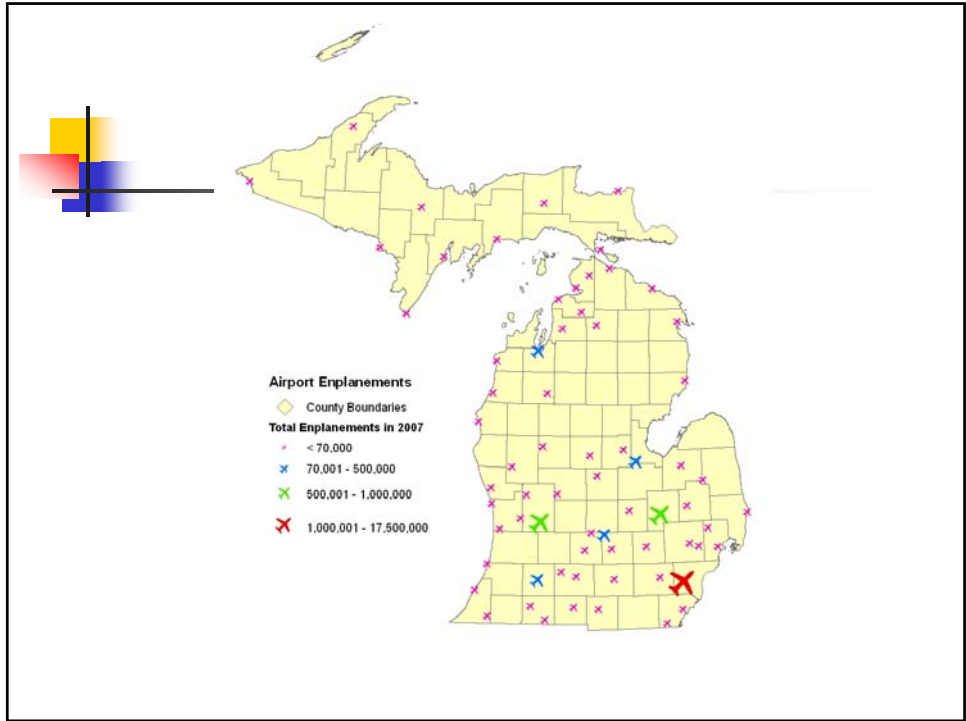 Airport Enplanements
County Boundaries
Total Enplanements in 2007
< 70,000
70,001 - 500,000
500,001 - 1,000,000
1,000,001 - 17,500,000